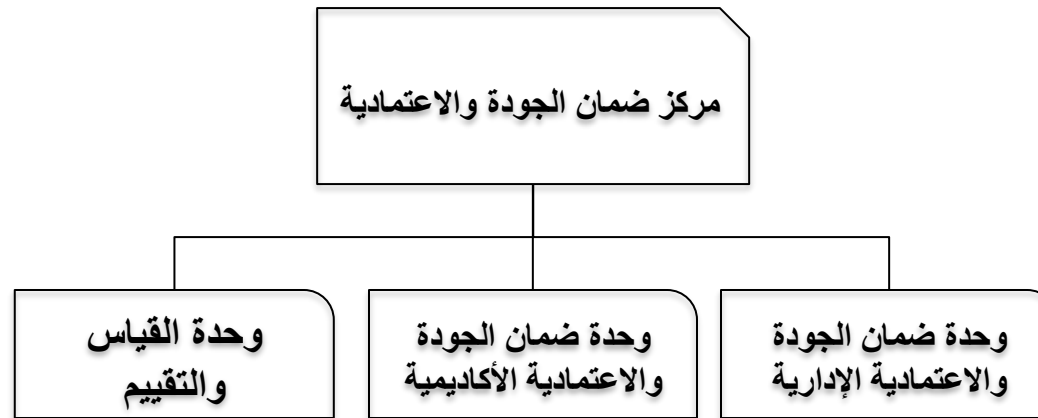 مركز ضمان الجودة والاعتمادية
وحدة ضمان الجودة
والاعتمادية الإدارية
وحدة ضمان الجودة
والاعتمادية الأكاديمية
وحدة القياس
والتقييم